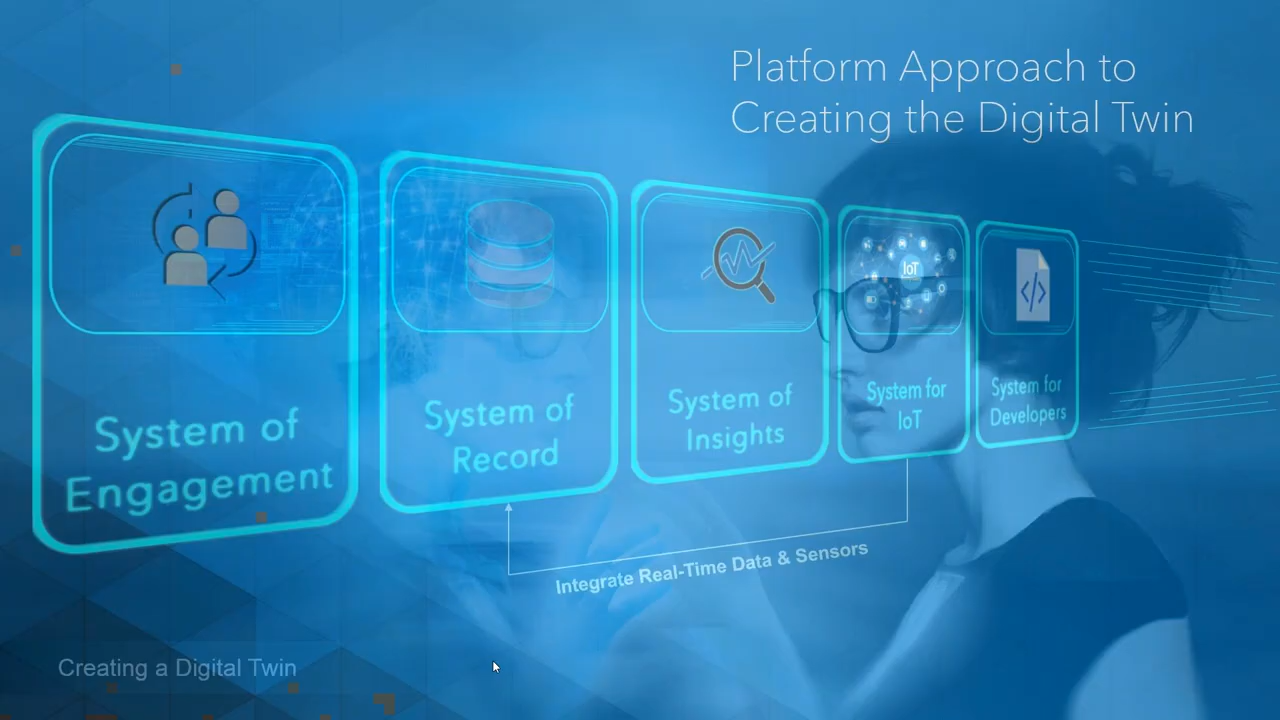 Platform Approach to
Creating the Digital Twin
System of
Engagement
System of
Record
System of
Insights
IoT
System for
IoT
</>
System for
Developers
Integrate Real-Time Data & Sensors
Creating a Digital Twin